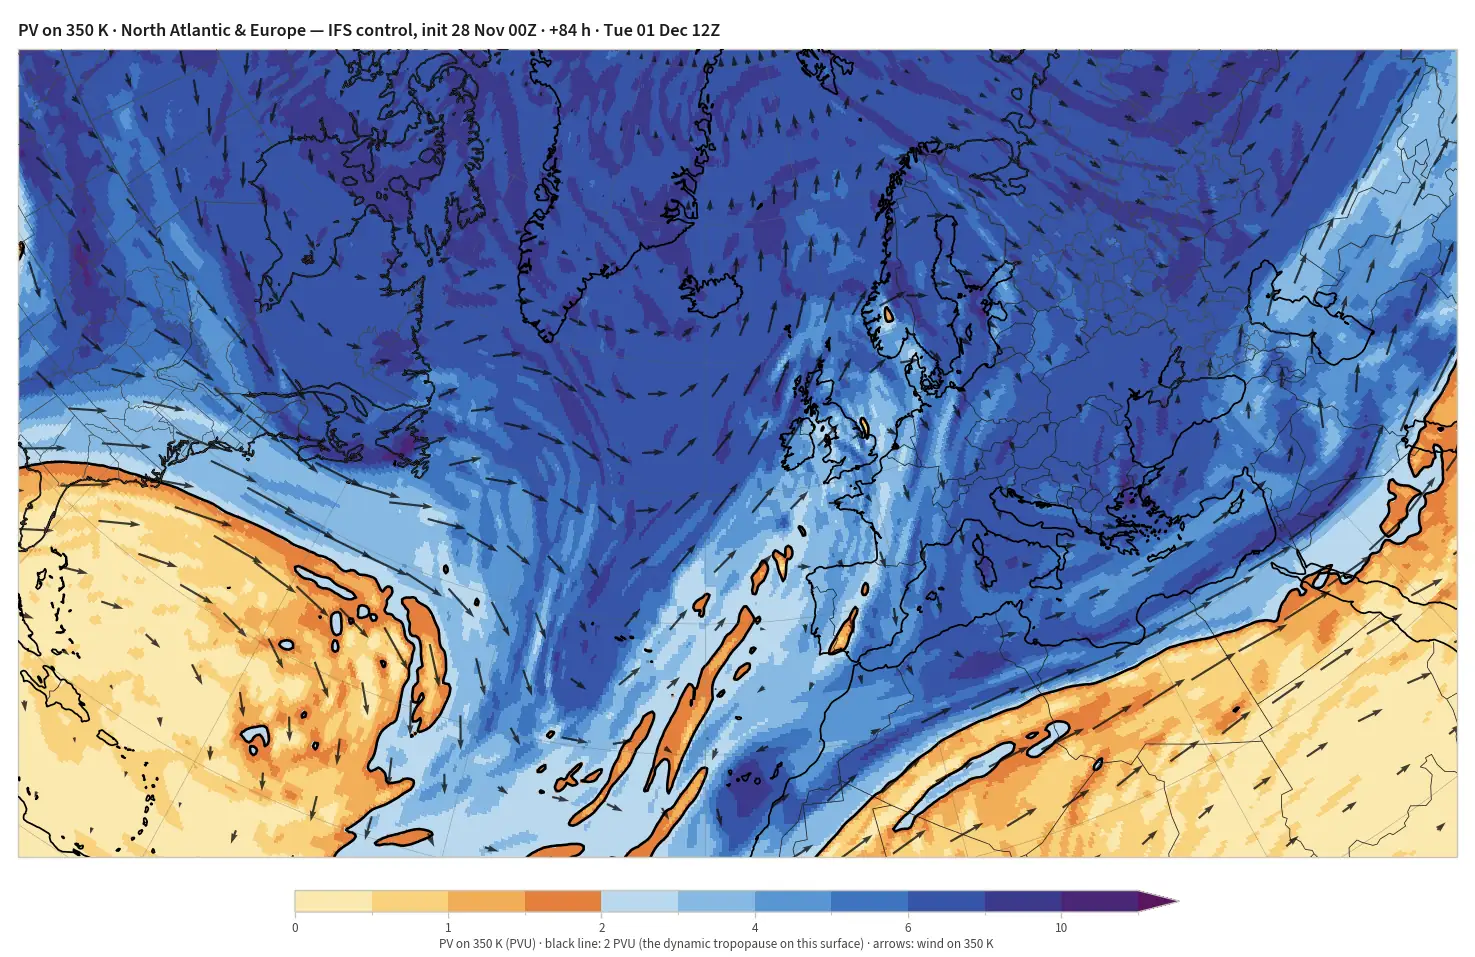 PV on 350 K · North Atlantic & Europe — IFS control, init 28 Nov 00Z · +84 h · Tue 01 Dec 12Z
0 1 2 4 6 10
PV on 350 K (PVU) · black line: 2 PVU (the dynamic tropopause on this surface) · arrows: wind on 350 K